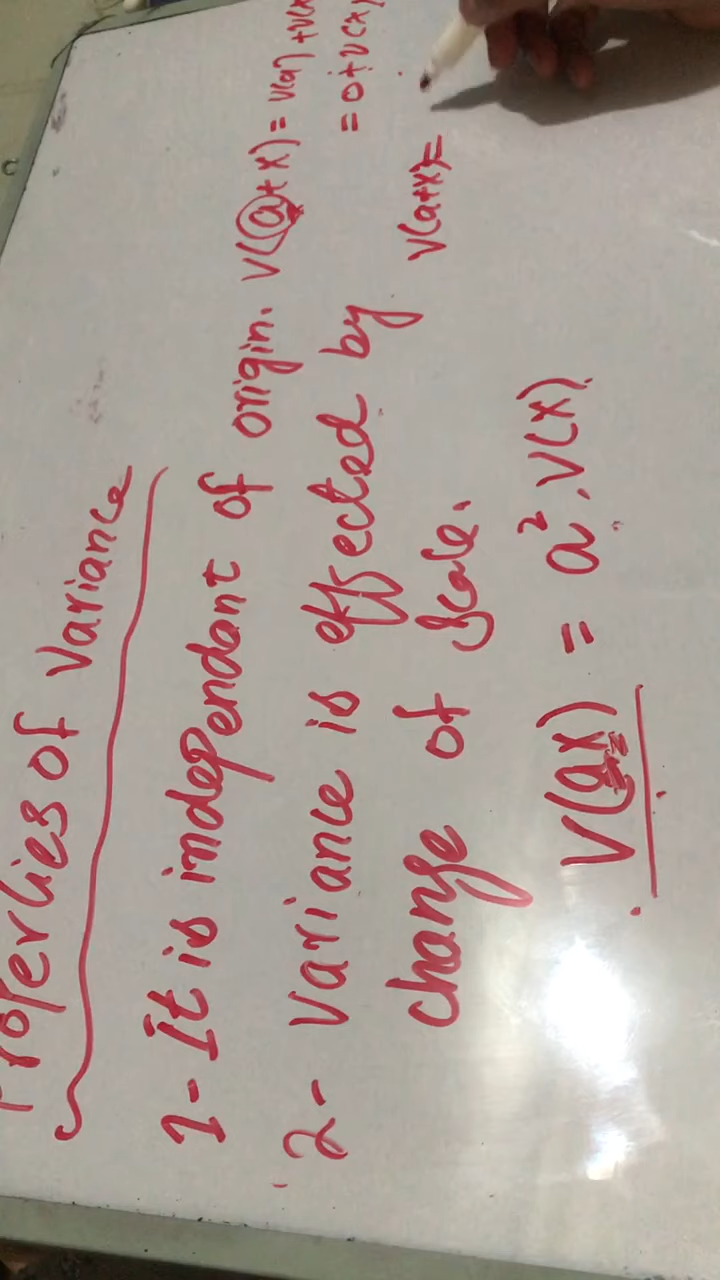 Properties of Variance
1- It is independant of origin. V(a+X) = V(a) + V(X
= 0 + V(X)
2- Variance is effected by V(a+X)=
change of Scale.
V(aX) = a². V(X)